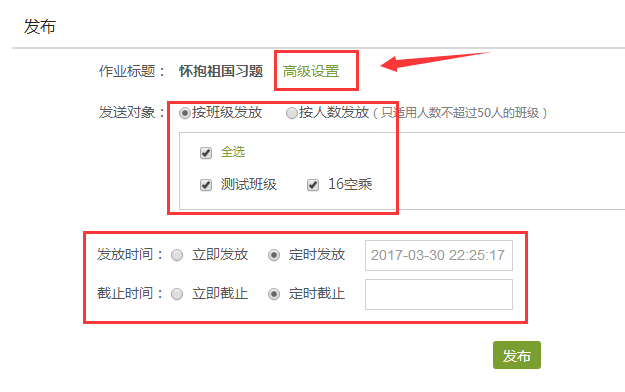 发布
作业标题： 怀抱祖国习题 高级设置
发送对象： 按班级发放 按人数发放（只适用人数不超过50人的班级）
全选
测试班级 16空乘
发放时间： 立即发放 定时发放 2017-03-30 22:25:17
截止时间： 立即截止 定时截止
发布